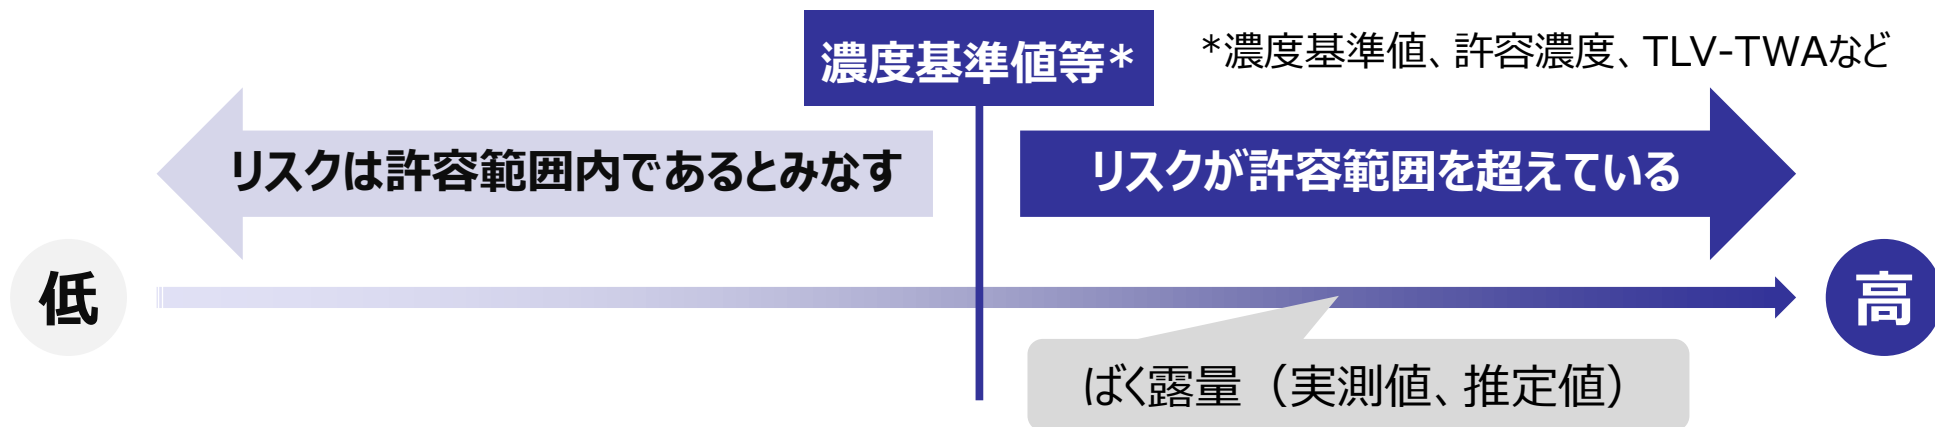 濃度基準値等*
*濃度基準値、許容濃度、TLV-TWAなど
リスクは許容範囲内であるとみなす
リスクが許容範囲を超えている
低
高
ばく露量（実測値、推定値）